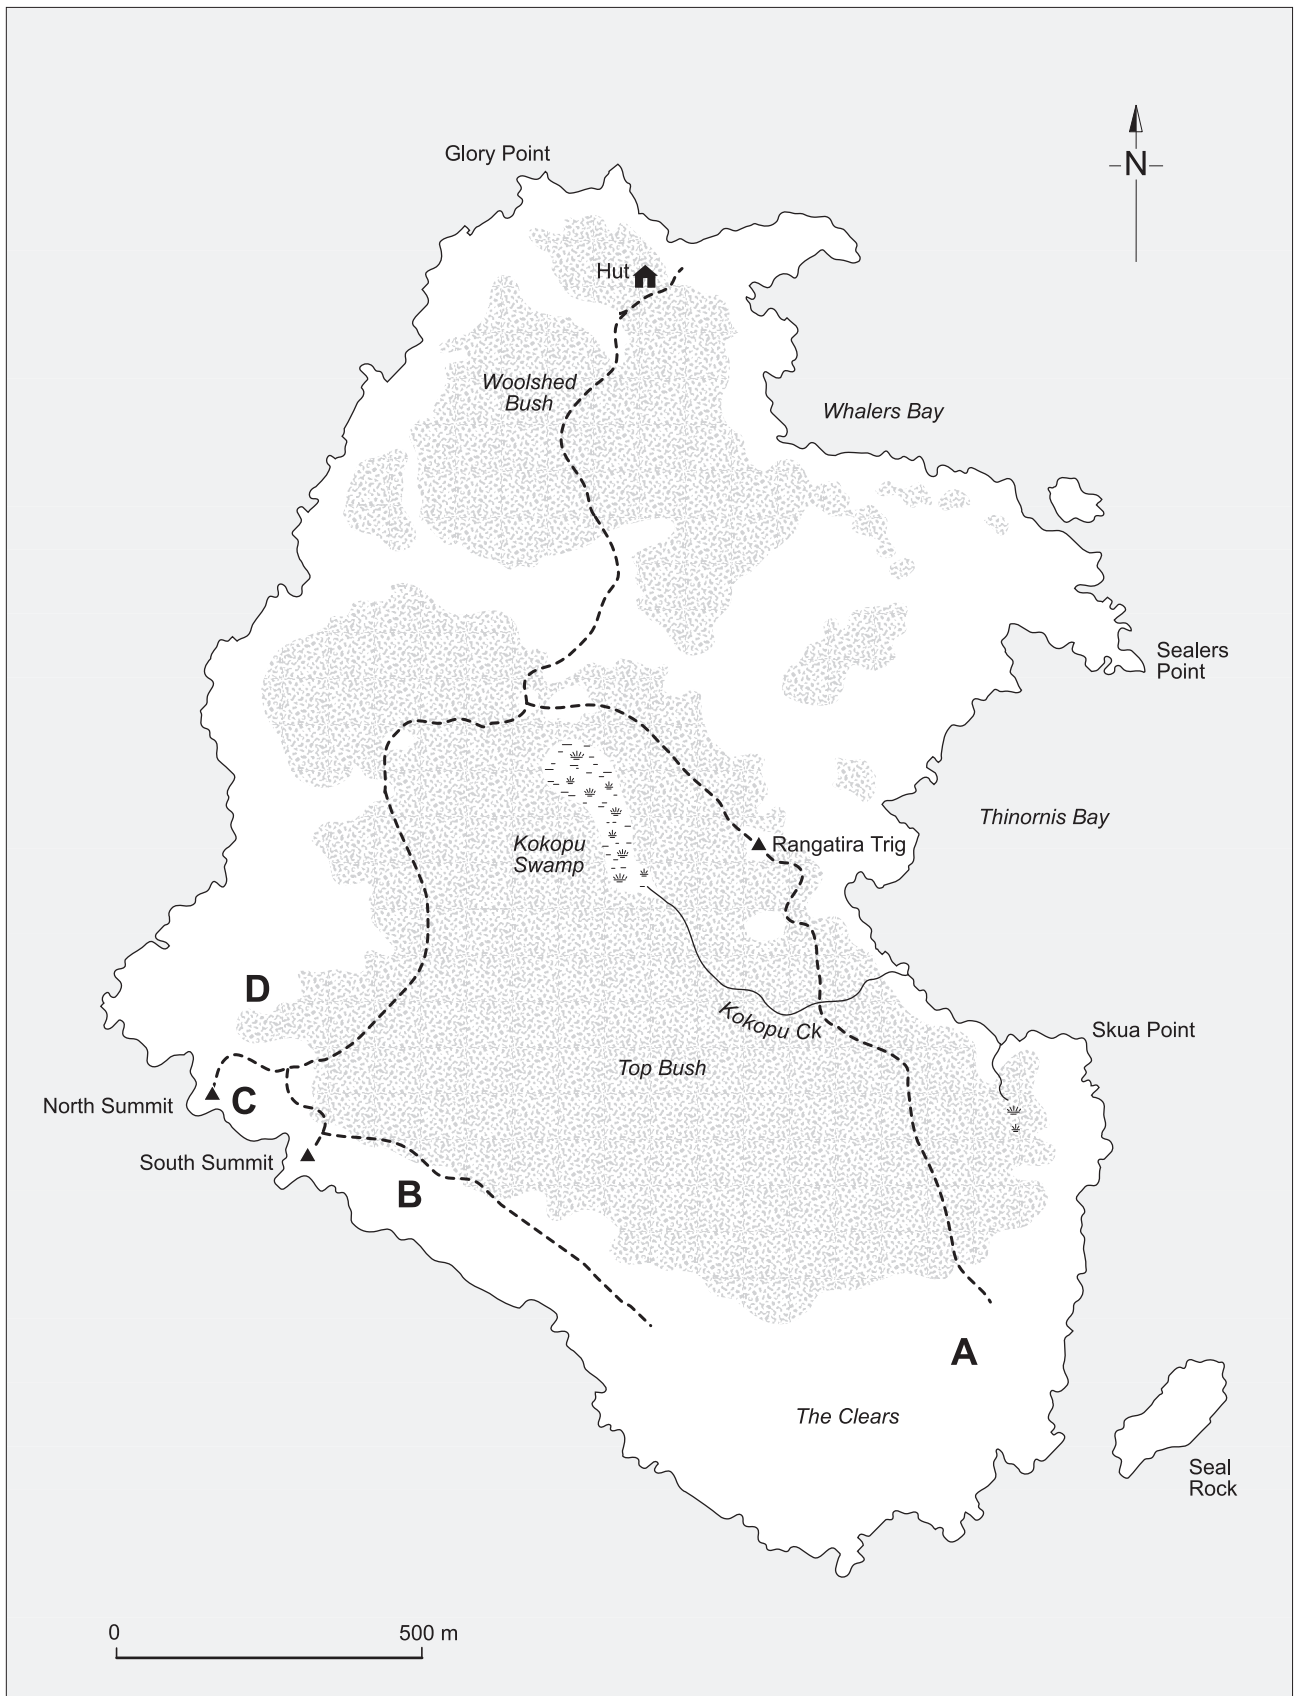 Glory Point
N
Hut
Woolshed
Bush
Whalers Bay
Sealers
Point
Thinornis Bay
Rangatira Trig
Kokopu
Swamp
D
Kokopu Ck
Skua Point
Top Bush
North Summit
C
South Summit
B
A
The Clears
Seal
Rock
0
500 m